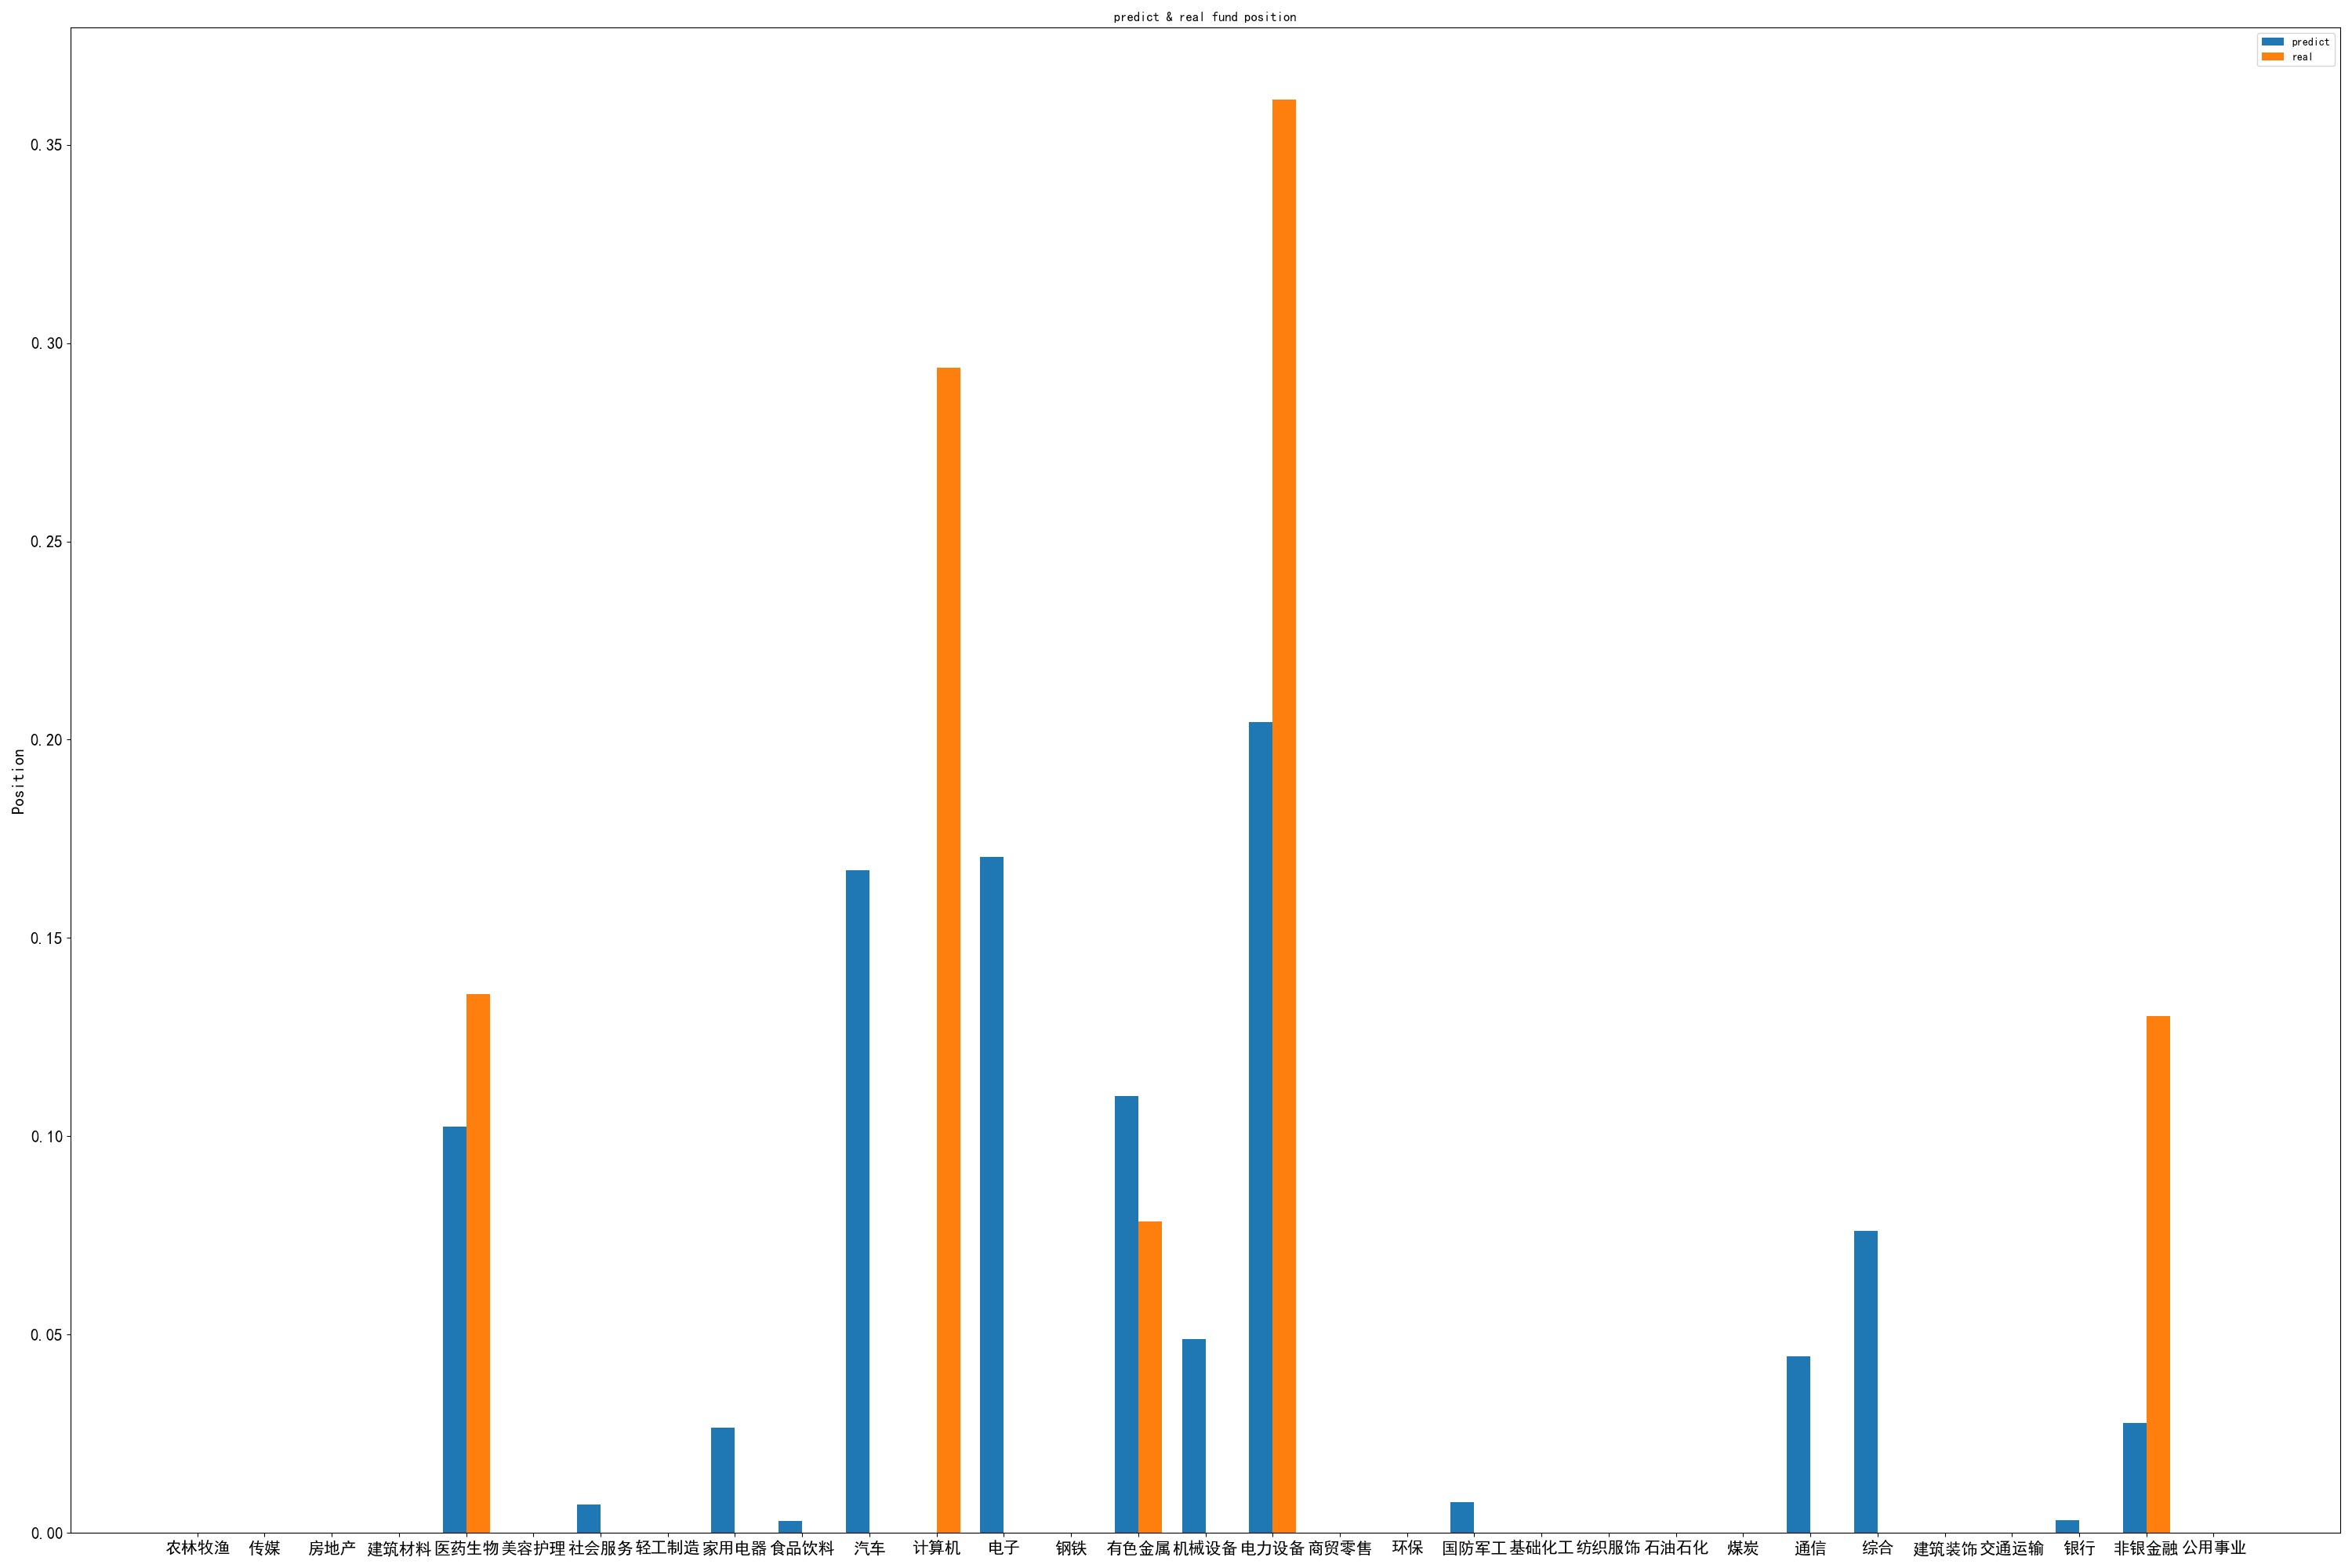 predict & real fund position
predict
real
0.35
0.30
0.25
0.20
0.15
0.10
0.05
0.00
Position
农林牧渔 传媒 房地产 建筑材料 医药生物 美容护理 社会服务 轻工制造 家用电器 食品饮料 汽车 计算机 电子 钢铁 有色金属 机械设备 电力设备 商贸零售 环保 国防军工 基础化工 纺织服饰 石油石化 煤炭 通信 综合 建筑装饰 交通运输 银行 非银金融 公用事业